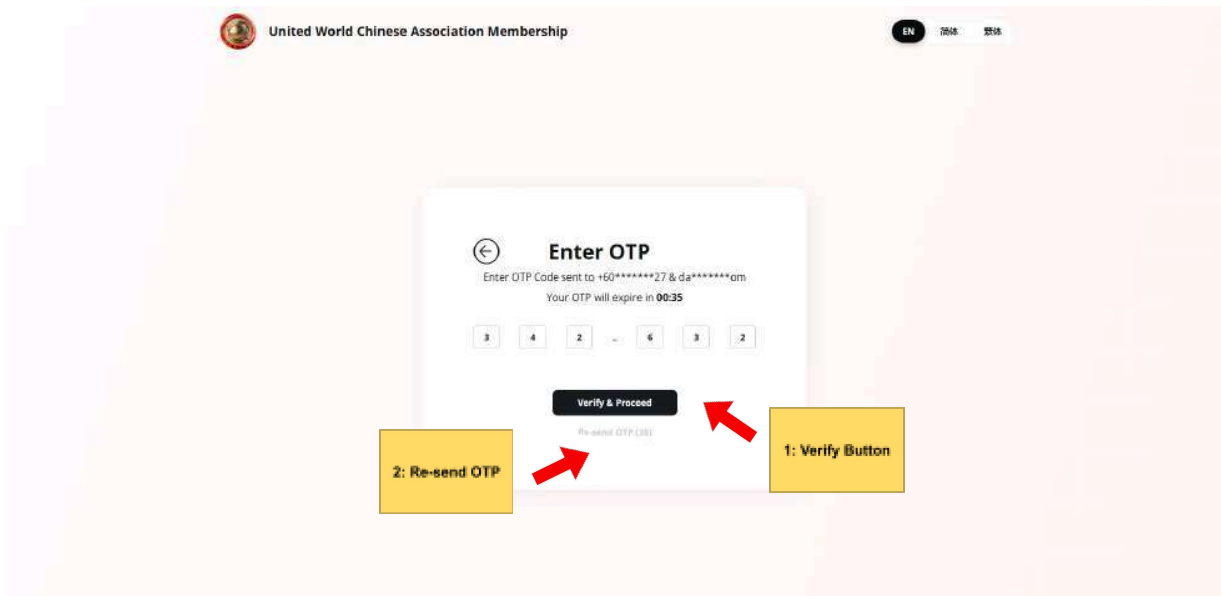 United World Chinese Association Membership
EN 简体 繁体
Enter OTP
Enter OTP Code sent to +60*******27 & da*******om
Your OTP will expire in 00:35
3 4 2 - 6 3 2
Verify & Proceed
Re-send OTP (35)
1: Verify Button
2: Re-send OTP